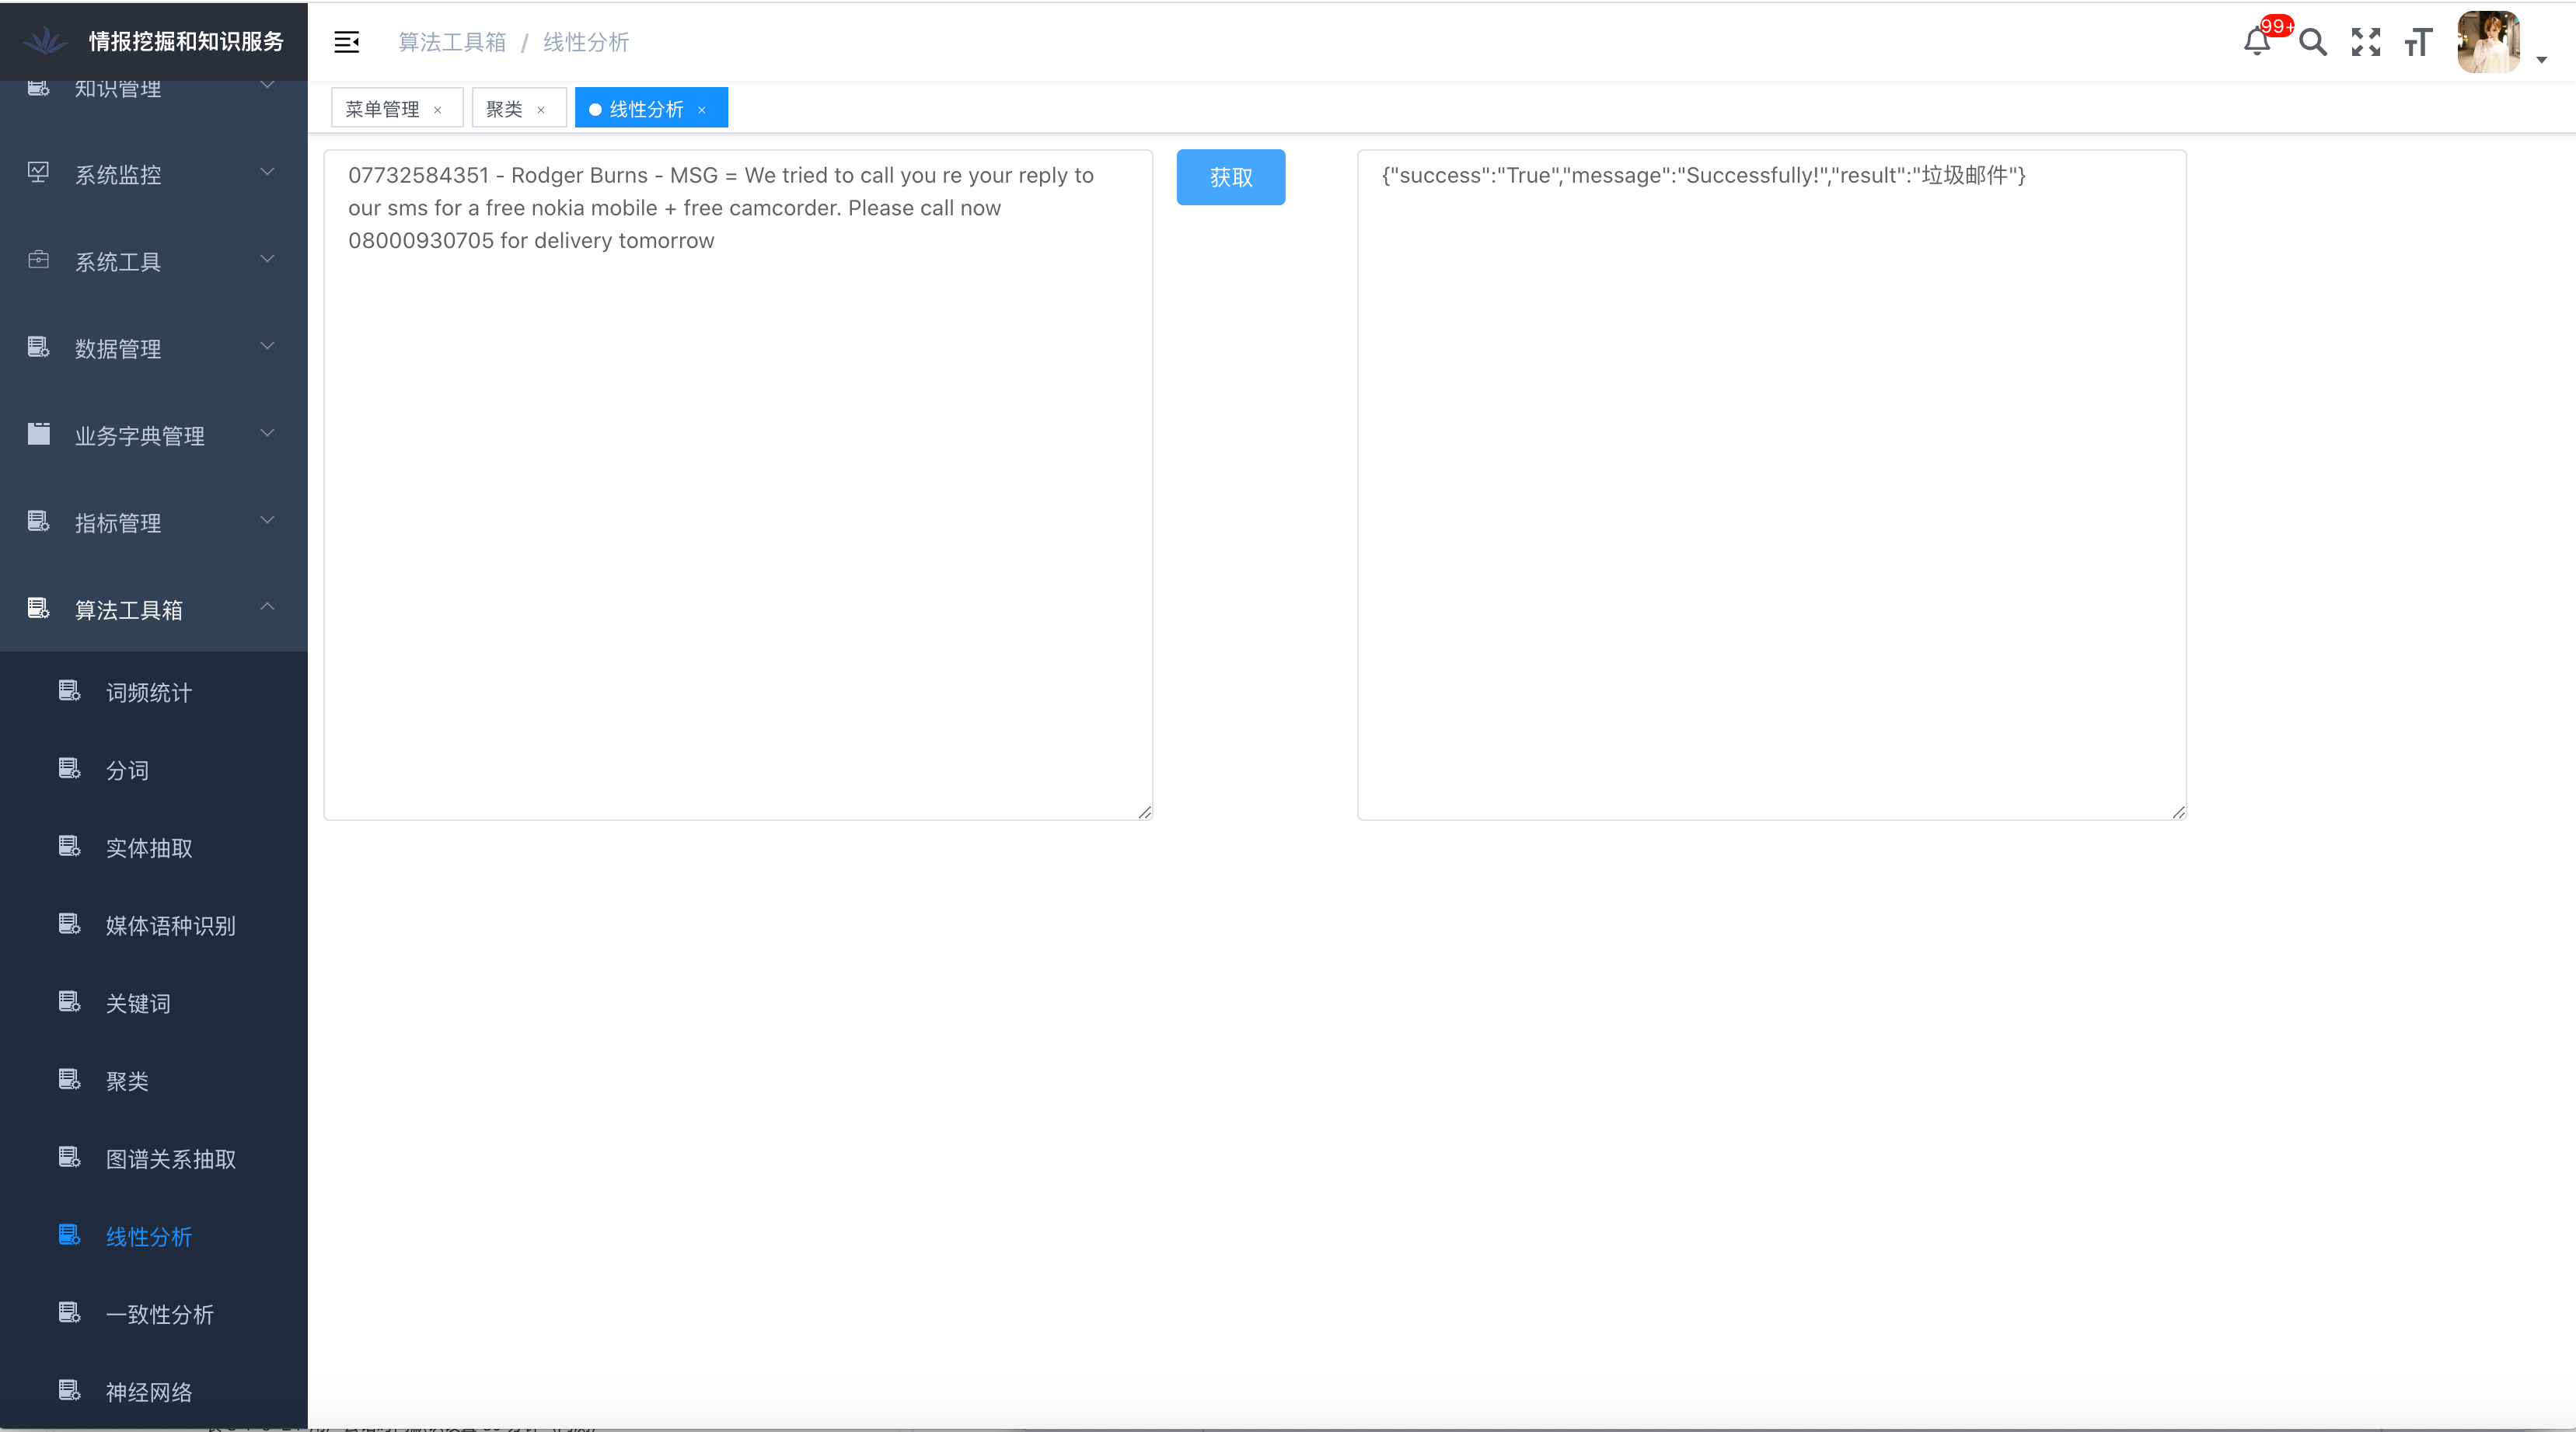 情报挖掘和知识服务
算法工具箱 / 线性分析
99+
知识管理
系统监控
系统工具
数据管理
业务字典管理
指标管理
算法工具箱
词频统计
分词
实体抽取
媒体语种识别
关键词
聚类
图谱关系抽取
线性分析
一致性分析
神经网络
菜单管理 ×
聚类 ×
线性分析 ×
07732584351 - Rodger Burns - MSG = We tried to call you re your reply to
our sms for a free nokia mobile + free camcorder. Please call now
08000930705 for delivery tomorrow
获取
{"success":"True","message":"Successfully!","result":"垃圾邮件"}